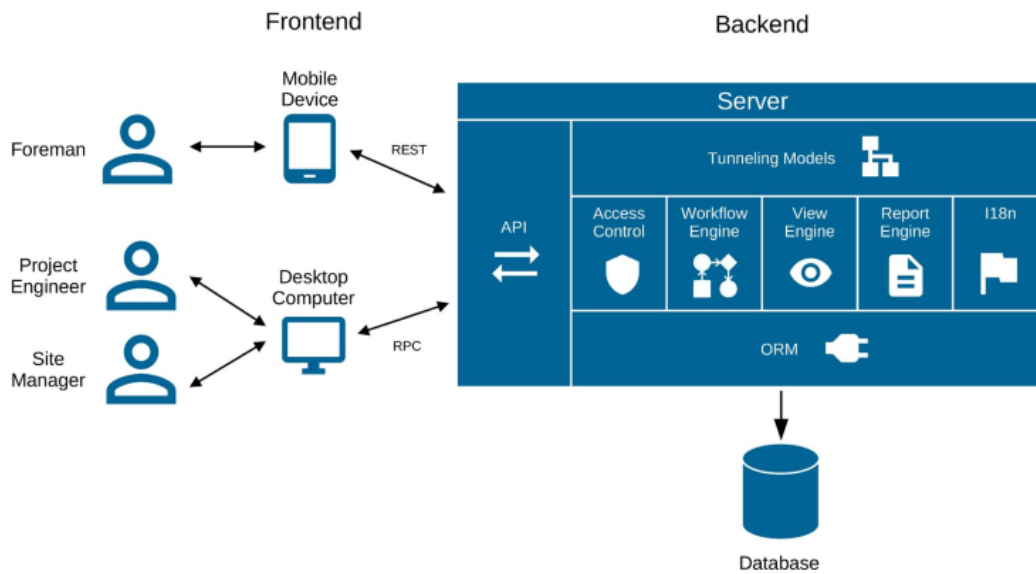 Frontend
Backend
Mobile
Device
Server
Foreman
REST
Tunneling Models
API
Access
Control
Workflow
Engine
View
Engine
Report
Engine
I18n
Project
Engineer
Desktop
Computer
RPC
ORM
Site
Manager
Database